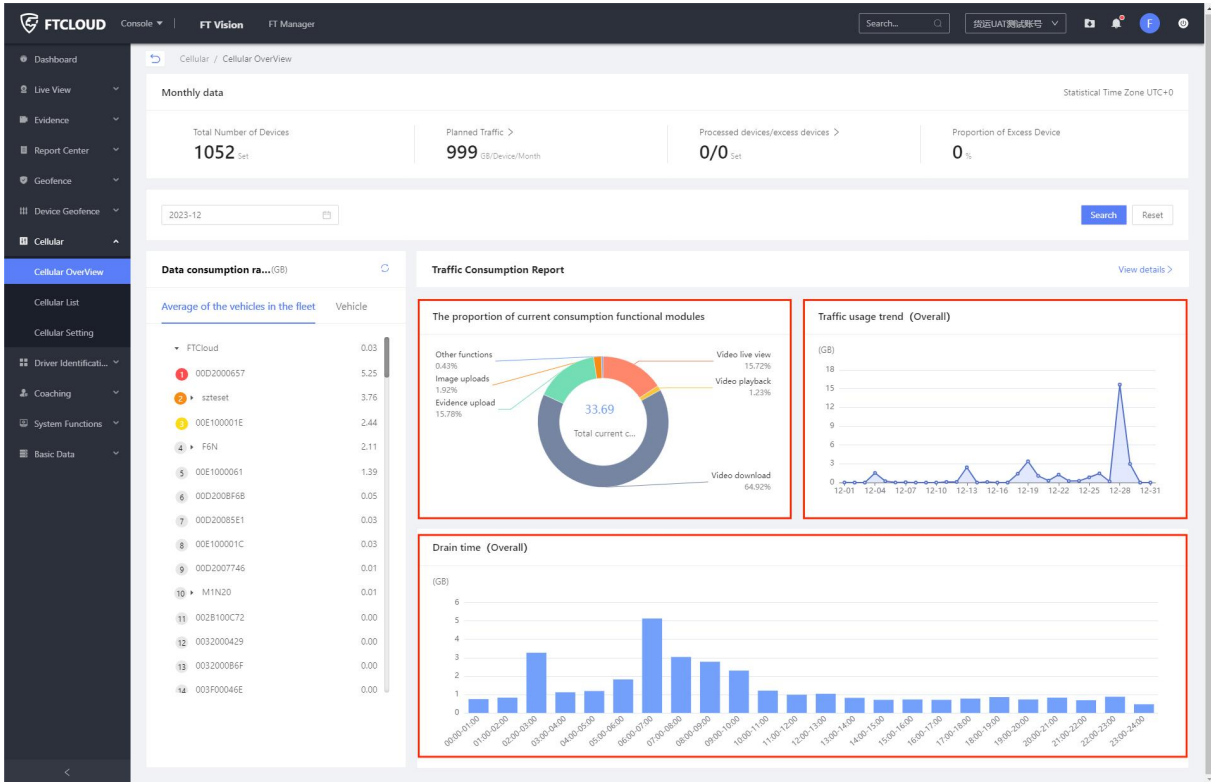 FTCLOUD Console FT Vision FT Manager Search... 货运UAT测试账号 F
Dashboard
Live View
Evidence
Report Center
Geofence
Device Geofence
Cellular
Cellular OverView
Cellular List
Cellular Setting
Driver Identificati...
Coaching
System Functions
Basic Data
Cellular / Cellular OverView
Monthly data Statistical Time Zone UTC+0
Total Number of Devices Planned Traffic > Processed devices/excess devices > Proportion of Excess Device
1052 Set 999 GB/Device/Month 0/0 Set 0 %
2023-12 Search Reset
Data consumption ra...(GB)
Average of the vehicles in the fleet Vehicle
FTCloud 0.03
1 00D2000657 5.25
2 szteset 3.76
3 00E100001E 2.44
4 F6N 2.11
5 00E1000061 1.39
6 00D200BF6B 0.05
7 00D20085E1 0.03
8 00E100001C 0.03
9 00D2007746 0.01
10 M1N20 0.01
11 002B100C72 0.00
12 0032000429 0.00
13 0032000B6F 0.00
14 003F00046E 0.00
Traffic Consumption Report View details >
The proportion of current consumption functional modules
Other functions
0.43%
Image uploads
1.92%
Evidence upload
15.78%
33.69
Total current c...
Video live view
15.72%
Video playback
1.23%
Video download
64.92%
Traffic usage trend (Overall)
(GB)
18
15
12
9
6
3
0
12-01 12-04 12-07 12-10 12-13 12-16 12-19 12-22 12-25 12-28 12-31
Drain time (Overall)
(GB)
6
5
4
3
2
1
0
00:00-01:00 01:00-02:00 02:00-03:00 03:00-04:00 04:00-05:00 05:00-06:00 06:00-07:00 07:00-08:00 08:00-09:00 09:00-10:00 10:00-11:00 11:00-12:00 12:00-13:00 13:00-14:00 14:00-15:00 15:00-16:00 16:00-17:00 17:00-18:00 18:00-19:00 19:00-20:00 20:00-21:00 21:00-22:00 22:00-23:00 23:00-24:00